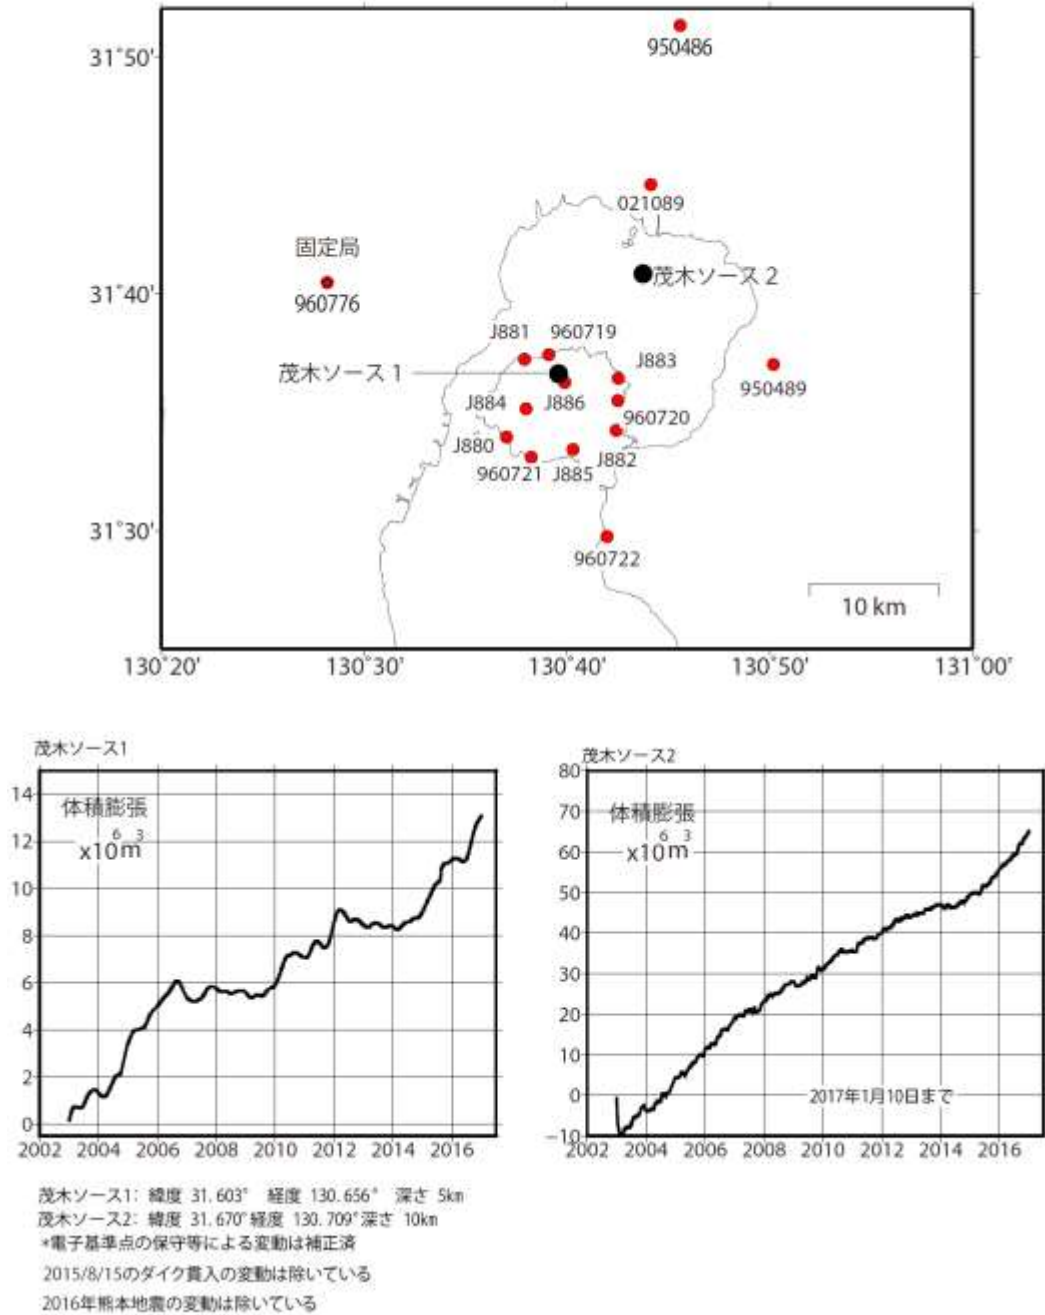 31°50'
950486
021089
固定局
茂木ソース2
31°40'
960776
J881
960719
J883
茂木ソース1
950489
J884
J886
960720
J880
J882
960721
J885
31°30'
960722
10 km
130°20'
130°30'
130°40'
130°50'
131°00'
茂木ソース1
14
体積膨張
6 3
x10 m
12
10
8
6
4
2
0
2002 2004 2006 2008 2010 2012 2014 2016
茂木ソース2
80
70
体積膨張
6 3
x10 m
60
50
40
30
20
10
0
2017年1月10日まで
−10
2002 2004 2006 2008 2010 2012 2014 2016
茂木ソース1: 緯度 31.603° 経度 130.656° 深さ 5km
茂木ソース2: 緯度 31.670°経度 130.709°深さ 10km
*電子基準点の保守等による変動は補正済
2015/8/15のダイク貫入の変動は除いている
2016年熊本地震の変動は除いている